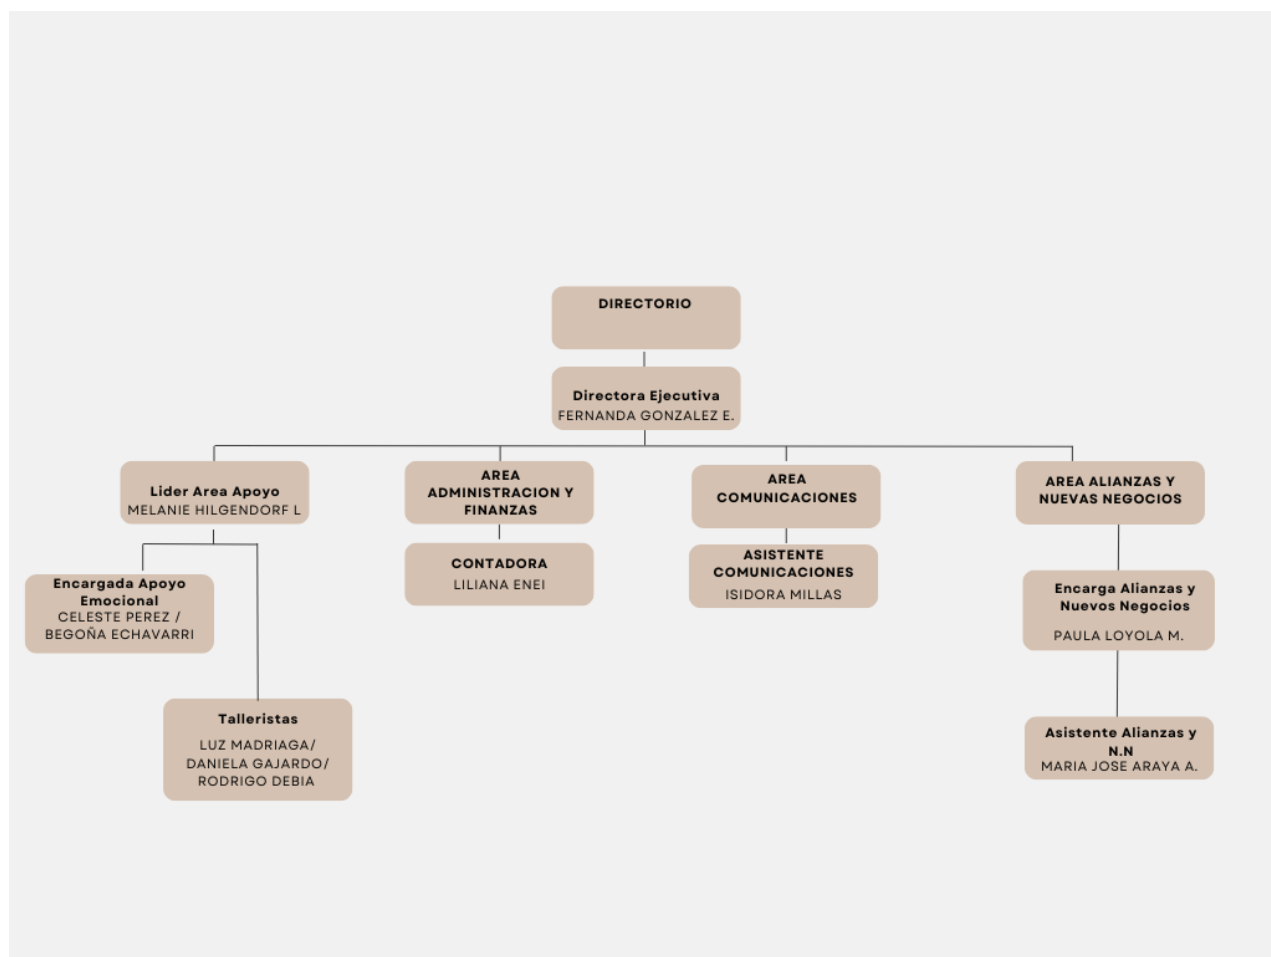 DIRECTORIO
Directora Ejecutiva
FERNANDA GONZALEZ E.
Lider Area Apoyo
MELANIE HILGENDORF L
AREA
ADMINISTRACION Y
FINANZAS
AREA
COMUNICACIONES
AREA ALIANZAS Y
NUEVAS NEGOCIOS
CONTADORA
LILIANA ENEI
ASISTENTE
COMUNICACIONES
ISIDORA MILLAS
Encargada Apoyo
Emocional
CELESTE PEREZ /
BEGOÑA ECHAVARRI
Encarga Alianzas y
Nuevos Negocios
PAULA LOYOLA M.
Talleristas
LUZ MADRIAGA/
DANIELA GAJARDO/
RODRIGO DEBIA
Asistente Alianzas y
N.N
MARIA JOSE ARAYA A.